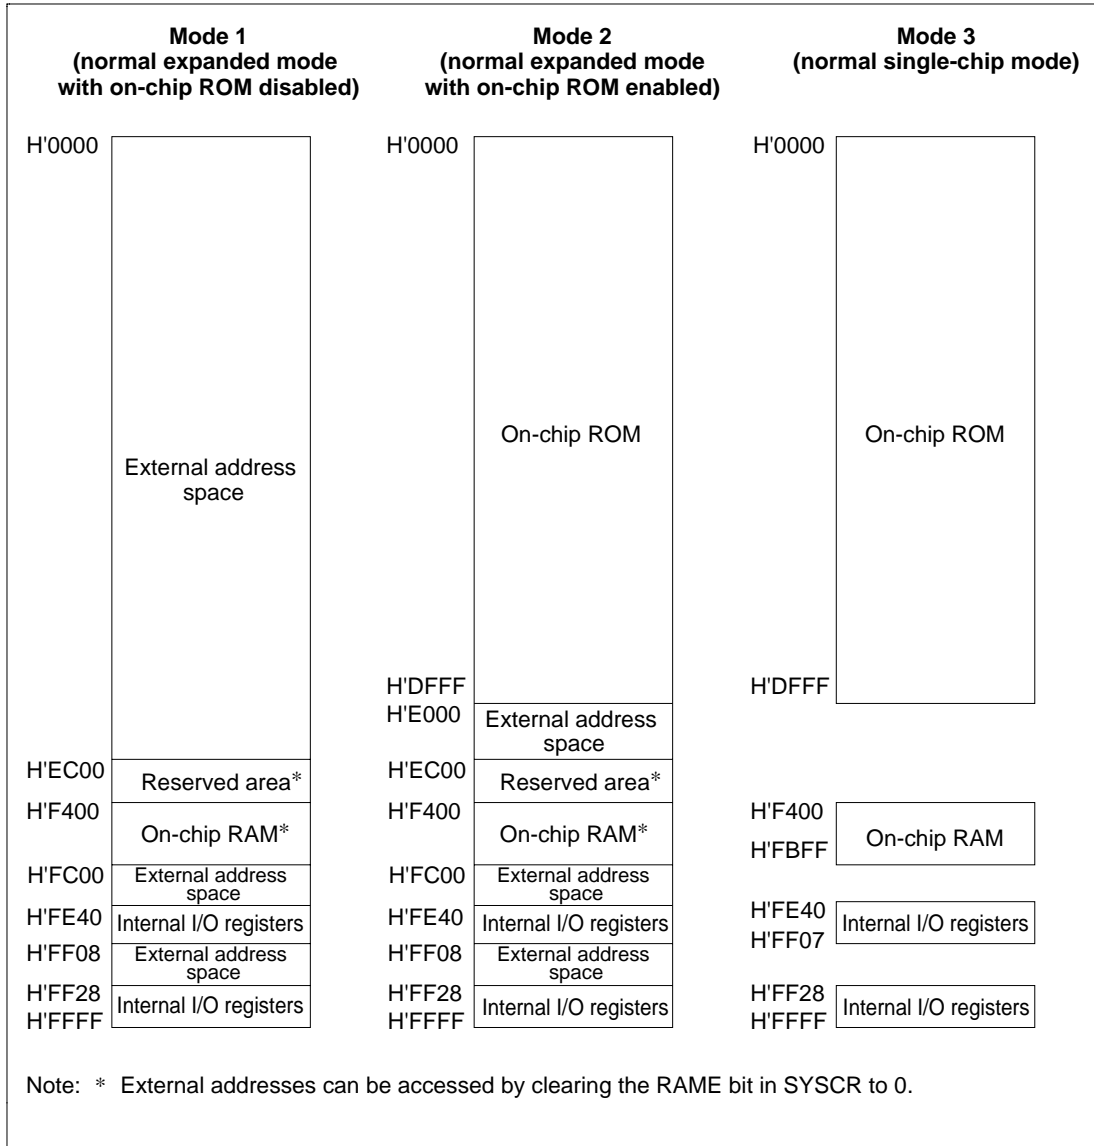 Mode 1
(normal expanded mode
with on-chip ROM disabled)
H'0000
External address
space
H'EC00
Reserved area*
H'F400
On-chip RAM*
H'FC00
External address
space
H'FE40
Internal I/O registers
H'FF08
External address
space
H'FF28
Internal I/O registers
H'FFFF
Mode 2
(normal expanded mode
with on-chip ROM enabled)
H'0000
On-chip ROM
H'DFFF
H'E000
External address
space
H'EC00
Reserved area*
H'F400
On-chip RAM*
H'FC00
External address
space
H'FE40
Internal I/O registers
H'FF08
External address
space
H'FF28
Internal I/O registers
H'FFFF
Mode 3
(normal single-chip mode)
H'0000
On-chip ROM
H'DFFF
H'F400
On-chip RAM
H'FBFF
H'FE40
Internal I/O registers
H'FF07
H'FF28
Internal I/O registers
H'FFFF
Note: * External addresses can be accessed by clearing the RAME bit in SYSCR to 0.